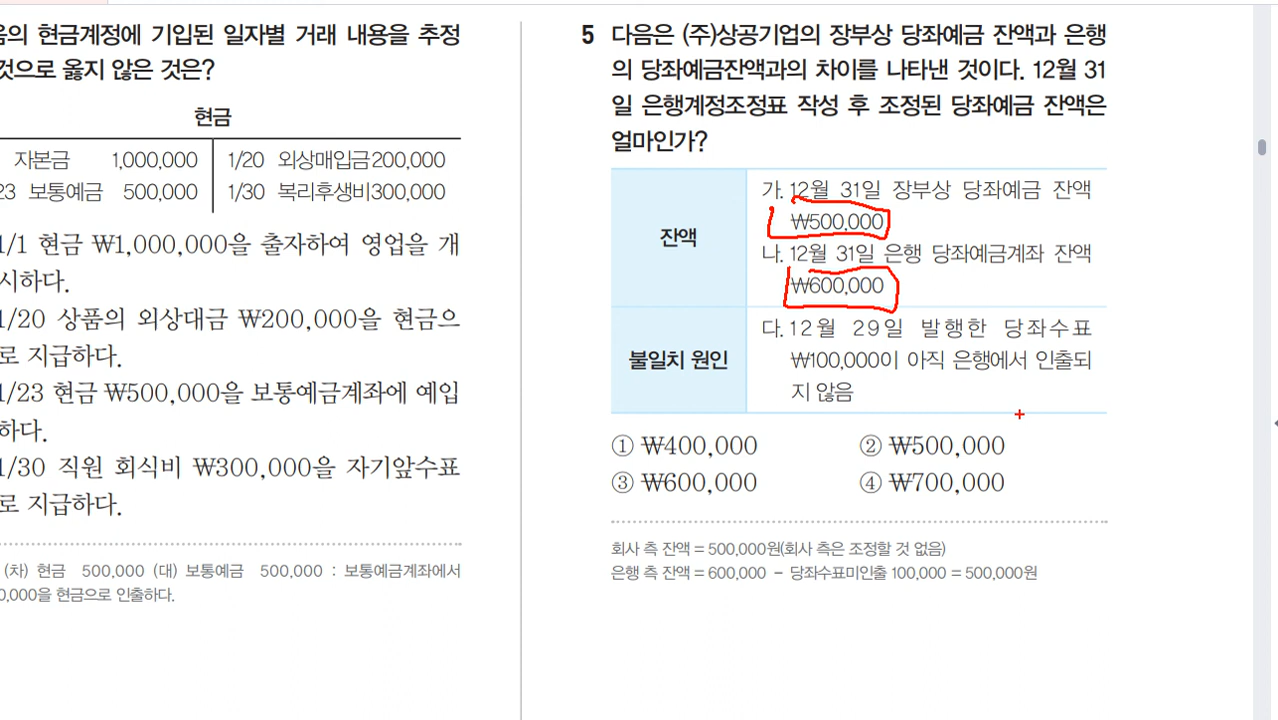 음의 현금계정에 기입된 일자별 거래 내용을 추정
것으로 옳지 않은 것은?
현금
자본금 1,000,000 1/20 외상매입금200,000
23 보통예금 500,000 1/30 복리후생비300,000
1/1 현금 ₩1,000,000을 출자하여 영업을 개
시하다.
1/20 상품의 외상대금 ₩200,000을 현금으
로 지급하다.
1/23 현금 ₩500,000을 보통예금계좌에 예입
하다.
1/30 직원 회식비 ₩300,000을 자기앞수표
로 지급하다.
(차) 현금 500,000 (대) 보통예금 500,000 : 보통예금계좌에서
0,000을 현금으로 인출하다.
5 다음은 (주)상공기업의 장부상 당좌예금 잔액과 은행
의 당좌예금잔액과의 차이를 나타낸 것이다. 12월 31
일 은행계정조정표 작성 후 조정된 당좌예금 잔액은
얼마인가?
잔액
가. 12월 31일 장부상 당좌예금 잔액
₩500,000
나. 12월 31일 은행 당좌예금계좌 잔액
₩600,000
불일치 원인
다. 12월 29일 발행한 당좌수표
₩100,000이 아직 은행에서 인출되
지 않음
① ₩400,000 ② ₩500,000
③ ₩600,000 ④ ₩700,000
회사 측 잔액 = 500,000원(회사 측은 조정할 것 없음)
은행 측 잔액 = 600,000 - 당좌수표미인출 100,000 = 500,000원